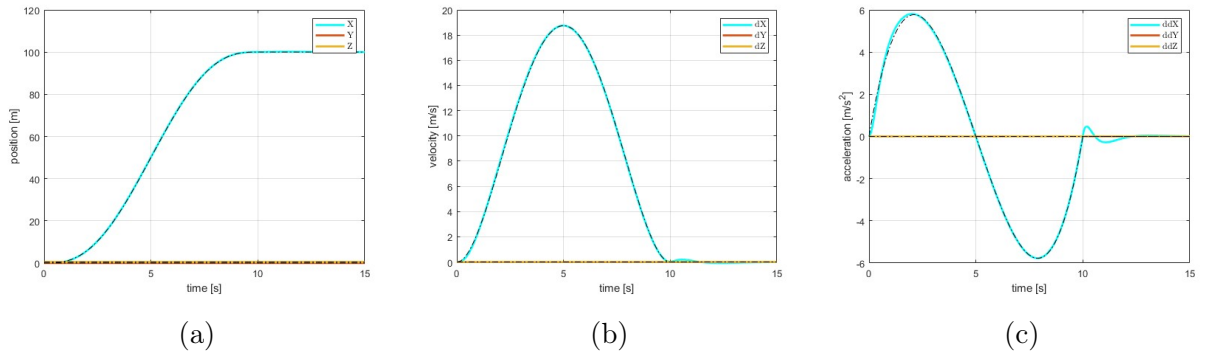 120
100
80
60
40
20
0
0
5
10
15
position [m]
time [s]
X
Y
Z
(a)
20
18
16
14
12
10
8
6
4
2
0
0
5
10
15
velocity [m/s]
time [s]
dX
dY
dZ
(b)
6
4
2
0
-2
-4
-6
0
5
10
15
acceleration [m/s²]
time [s]
ddX
ddY
ddZ
(c)